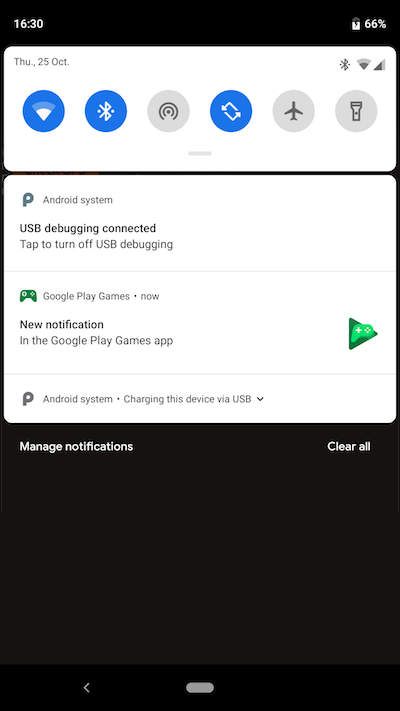 16:30
66%
Thu., 25 Oct.
Android system
USB debugging connected
Tap to turn off USB debugging
Google Play Games • now
New notification
In the Google Play Games app
Android system • Charging this device via USB
Manage notifications
Clear all